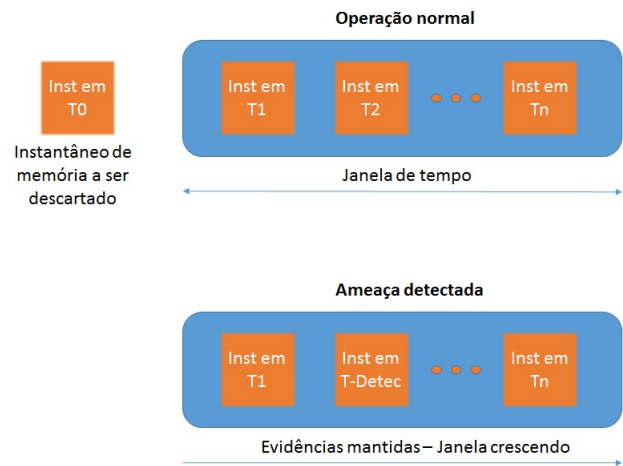 Operação normal
Inst em
T0
Inst em
T1
Inst em
T2
Inst em
Tn
Instantâneo de
memória a ser
descartado
Janela de tempo
Ameaça detectada
Inst em
T1
Inst em
T-Detec
Inst em
Tn
Evidências mantidas – Janela crescendo